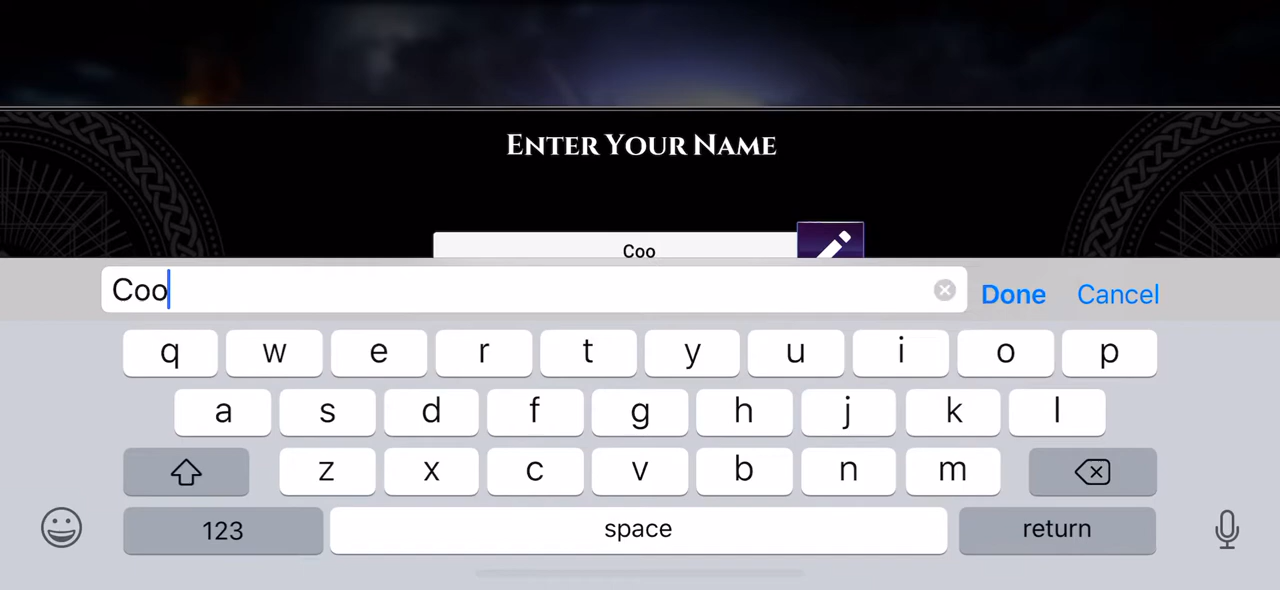 Enter Your Name
Coo
Coo
Done Cancel
q w e r t y u i o p
a s d f g h j k l
z x c v b n m
123 space return